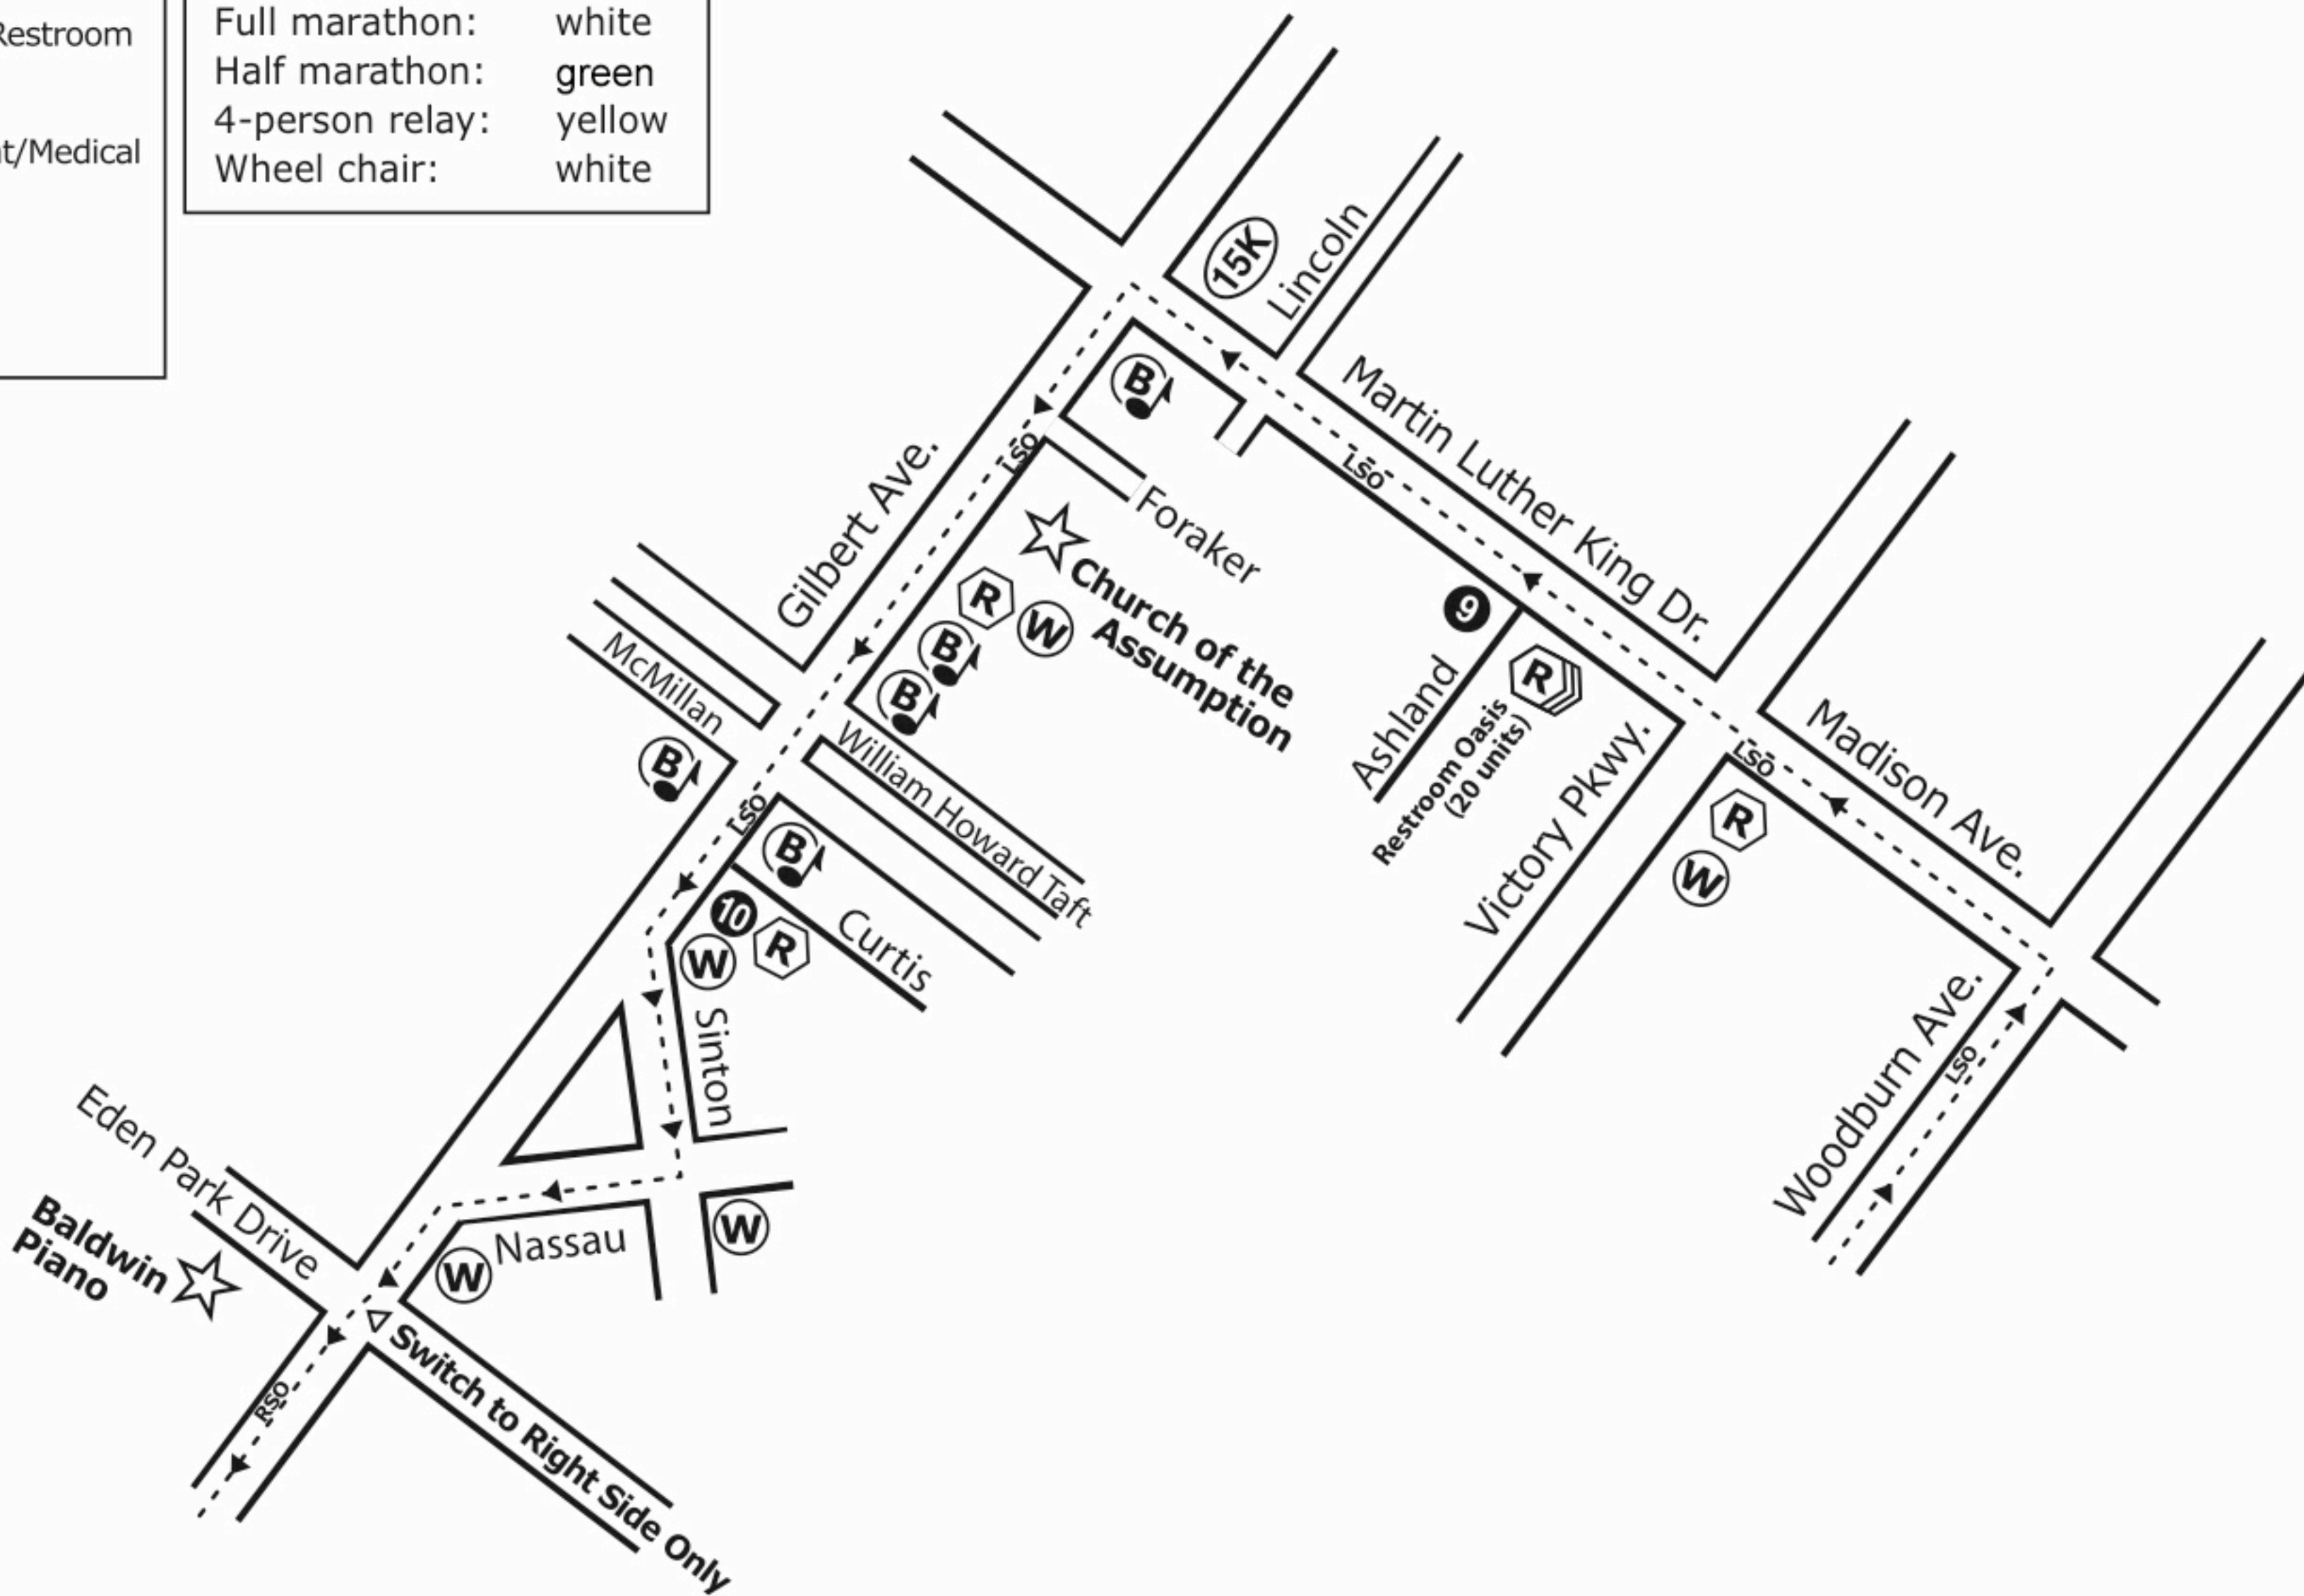 Restroom
t/Medical
Full marathon: white
Half marathon: green
4-person relay: yellow
Wheel chair: white
15K
Lincoln
Martin Luther King Dr.
B
LSO
LSO
Gilbert Ave.
Foraker
Church of the
Assumption
R
W
B
B
9
Ashland
R
Restroom Oasis
(20 units)
Victory Pkwy.
Madison Ave.
LSO
R
W
McMillan
B
William Howard Taft
LSO
B
10
R
W
Curtis
Sinton
Woodburn Ave.
LSO
Eden Park Drive
Baldwin
Piano
Nassau
W
W
Switch to Right Side Only
RSO